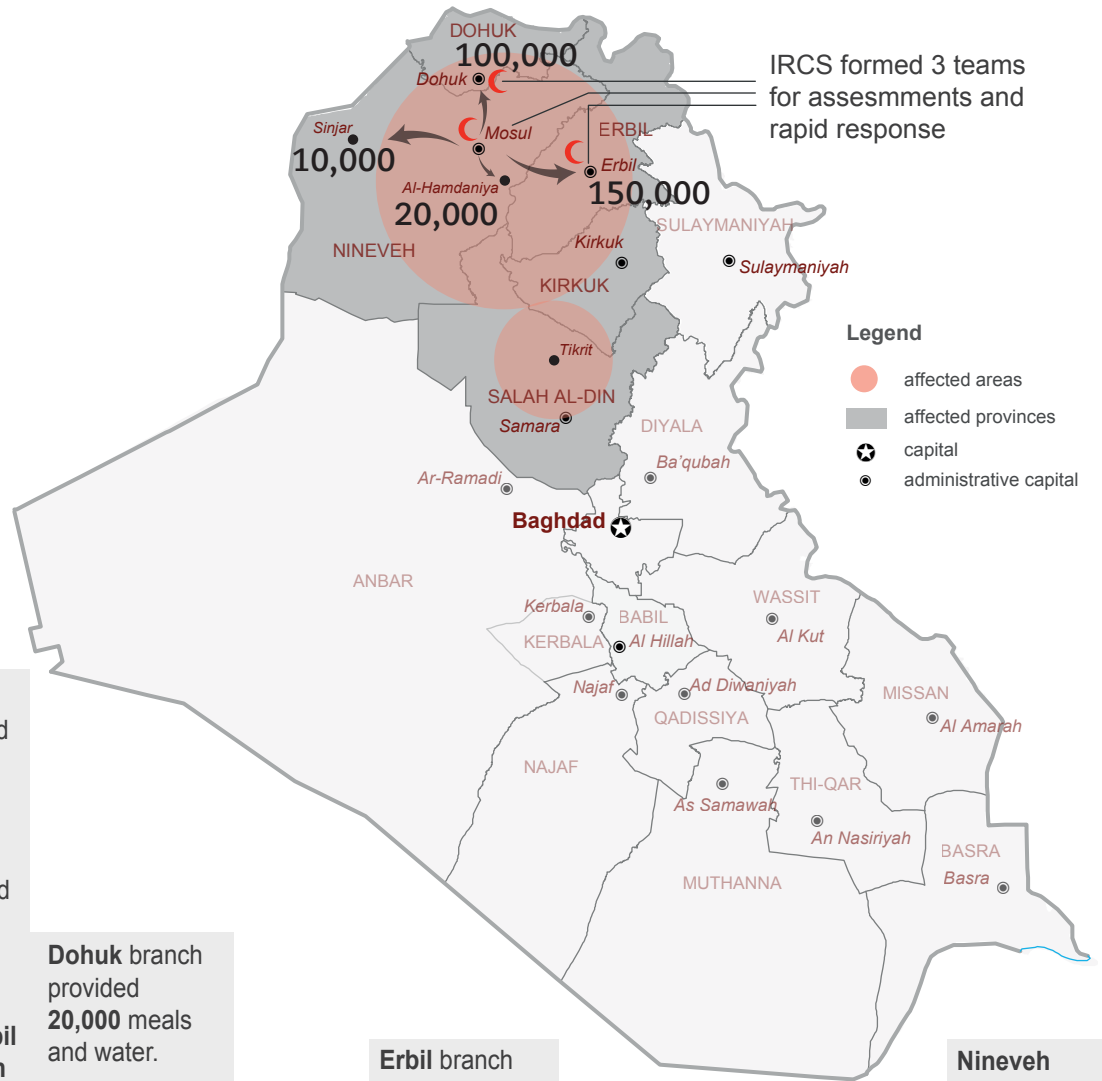 DOHUK
100,000
Dohuk
IRCS formed 3 teams
for assesmments and
rapid response
Sinjar
10,000
Mosul
ERBIL
Erbil
150,000
Al-Hamdaniya
20,000
NINEVEH
Kirkuk
KIRKUK
SULAYMANIYAH
Sulaymaniyah
Legend
affected areas
affected provinces
capital
administrative capital
Tikrit
SALAH AL-DIN
Samara
DIYALA
Ba'qubah
Ar-Ramadi
Baghdad
ANBAR
Kerbala
KERBALA
BABIL
Al Hillah
WASSIT
Al Kut
Najaf
Ad Diwaniyah
QADISSIYA
MISSAN
Al Amarah
NAJAF
As Samawah
THI-QAR
An Nasiriyah
MUTHANNA
BASRA
Basra
Dohuk branch
provided
20,000 meals
and water.
Erbil branch
Nineveh